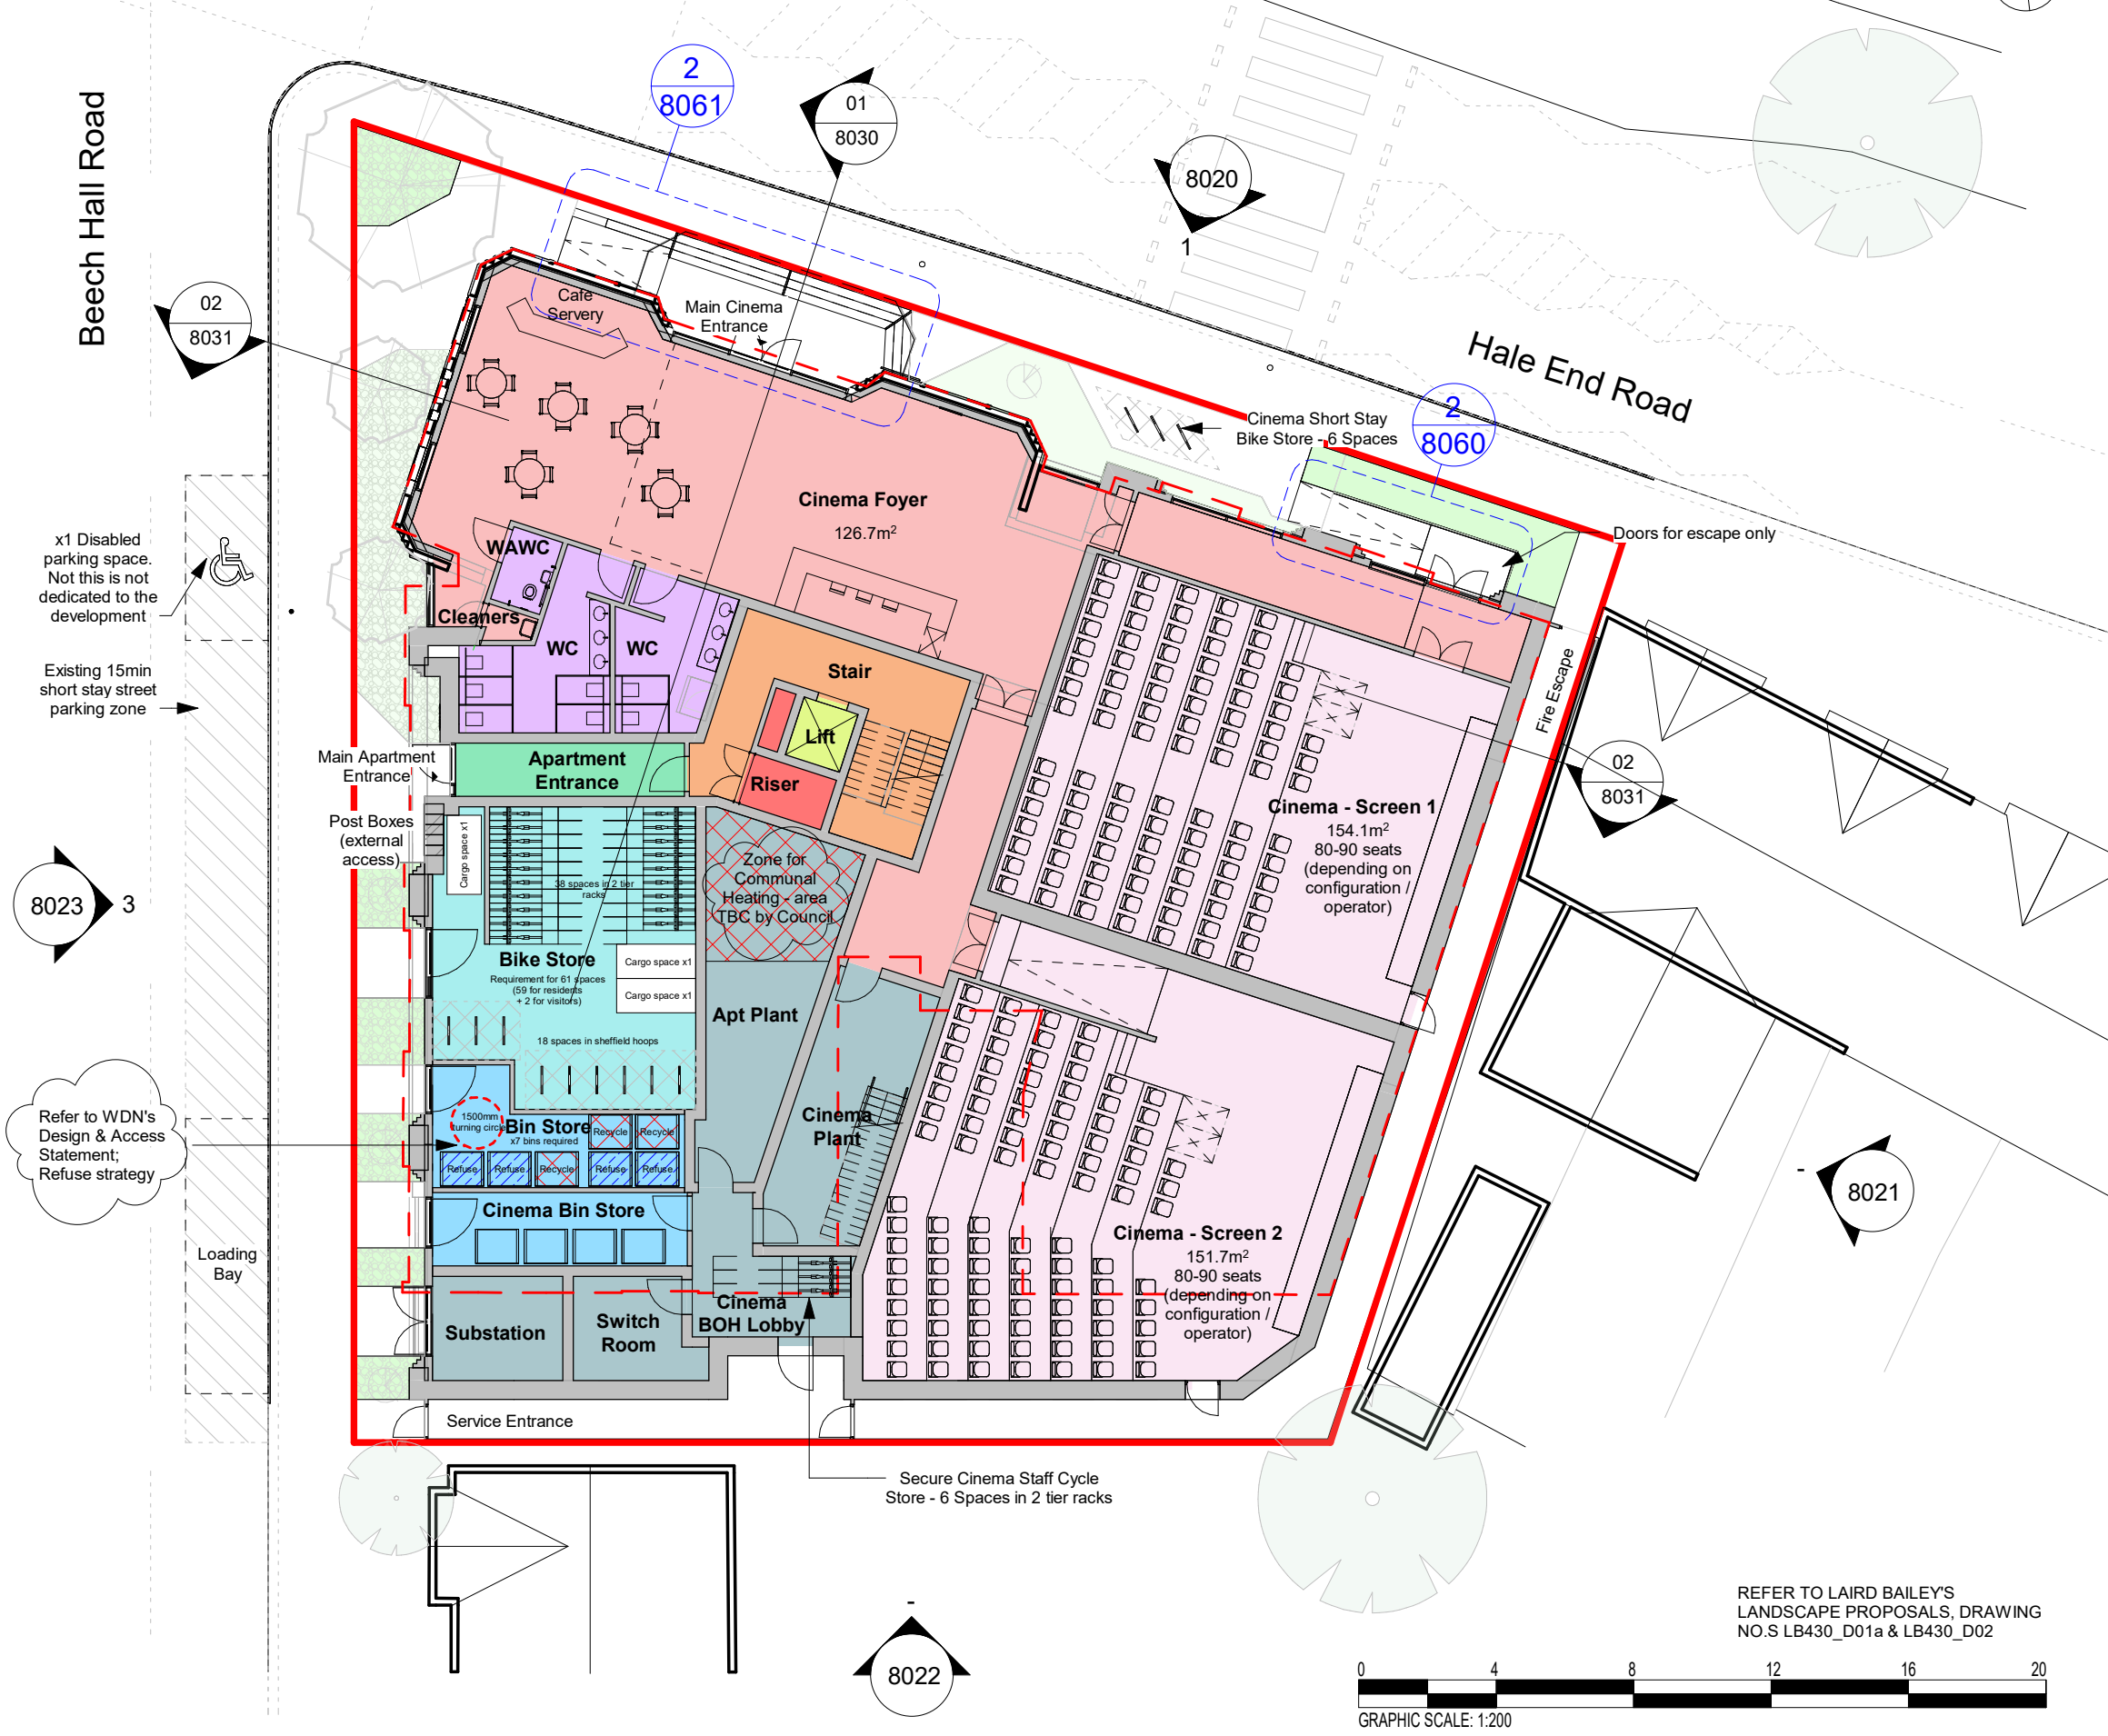 Beech Hall Road
2
8061
01
8030
8020
1
02
8031
Cafe
Servery
Main Cinema
Entrance
Hale End Road
Cinema Short Stay
Bike Store - 6 Spaces
2
8060
Doors for escape only
Cinema Foyer
126.7m²
x1 Disabled
parking space.
Not this is not
dedicated to the
development
WAWC
Cleaners
WC
WC
Stair
Lift
Riser
Fire Escape
Existing 15min
short stay street
parking zone
Main Apartment
Entrance
Apartment
Entrance
02
8031
Cinema - Screen 1
154.1m²
80-90 seats
(depending on
configuration /
operator)
Post Boxes
(external
access)
Cargo space x1
38 spaces in 2 tier
racks
Zone for
Communal
Heating - area
TBC by Council
8023
3
Bike Store
Requirement for 61 spaces
(59 for residents
+ 2 for visitors)
Cargo space x1
Cargo space x1
18 spaces in sheffield hoops
Apt Plant
Cinema
Plant
Refer to WDN's
Design & Access
Statement;
Refuse strategy
1500mm
turning circle
Bin Store
x7 bins required
Recycle
Recycle
Refuse
Refuse
Recycle
Refuse
Refuse
-
8021
Cinema Bin Store
Cinema - Screen 2
151.7m²
80-90 seats
(depending on
configuration /
operator)
Loading
Bay
Substation
Switch
Room
Cinema
BOH Lobby
Service Entrance
Secure Cinema Staff Cycle
Store - 6 Spaces in 2 tier racks
-
8022
REFER TO LAIRD BAILEY'S
LANDSCAPE PROPOSALS, DRAWING
NO.S LB430_D01a & LB430_D02
0 4 8 12 16 20
GRAPHIC SCALE: 1:200